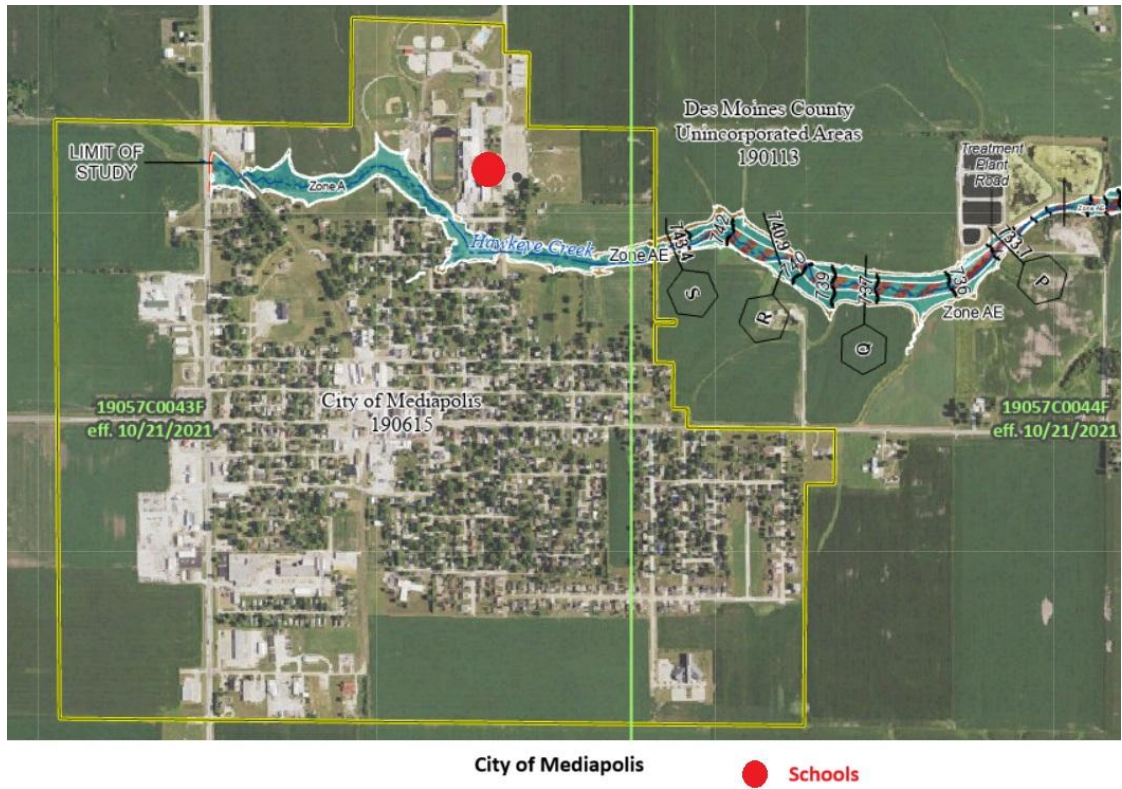 Des Moines County
Unincorporated Areas
190113
LIMIT OF
STUDY
Treatment
Plant
Road
Zone A
Hawkeye Creek
Zone AE
743.4
742
740.9
739
737
736
733.7
Zone AE
S
R
Q
P
Zone AE
City of Mediapolis
190615
19057C0043F
eff. 10/21/2021
19057C0044F
eff. 10/21/2021
City of Mediapolis
Schools